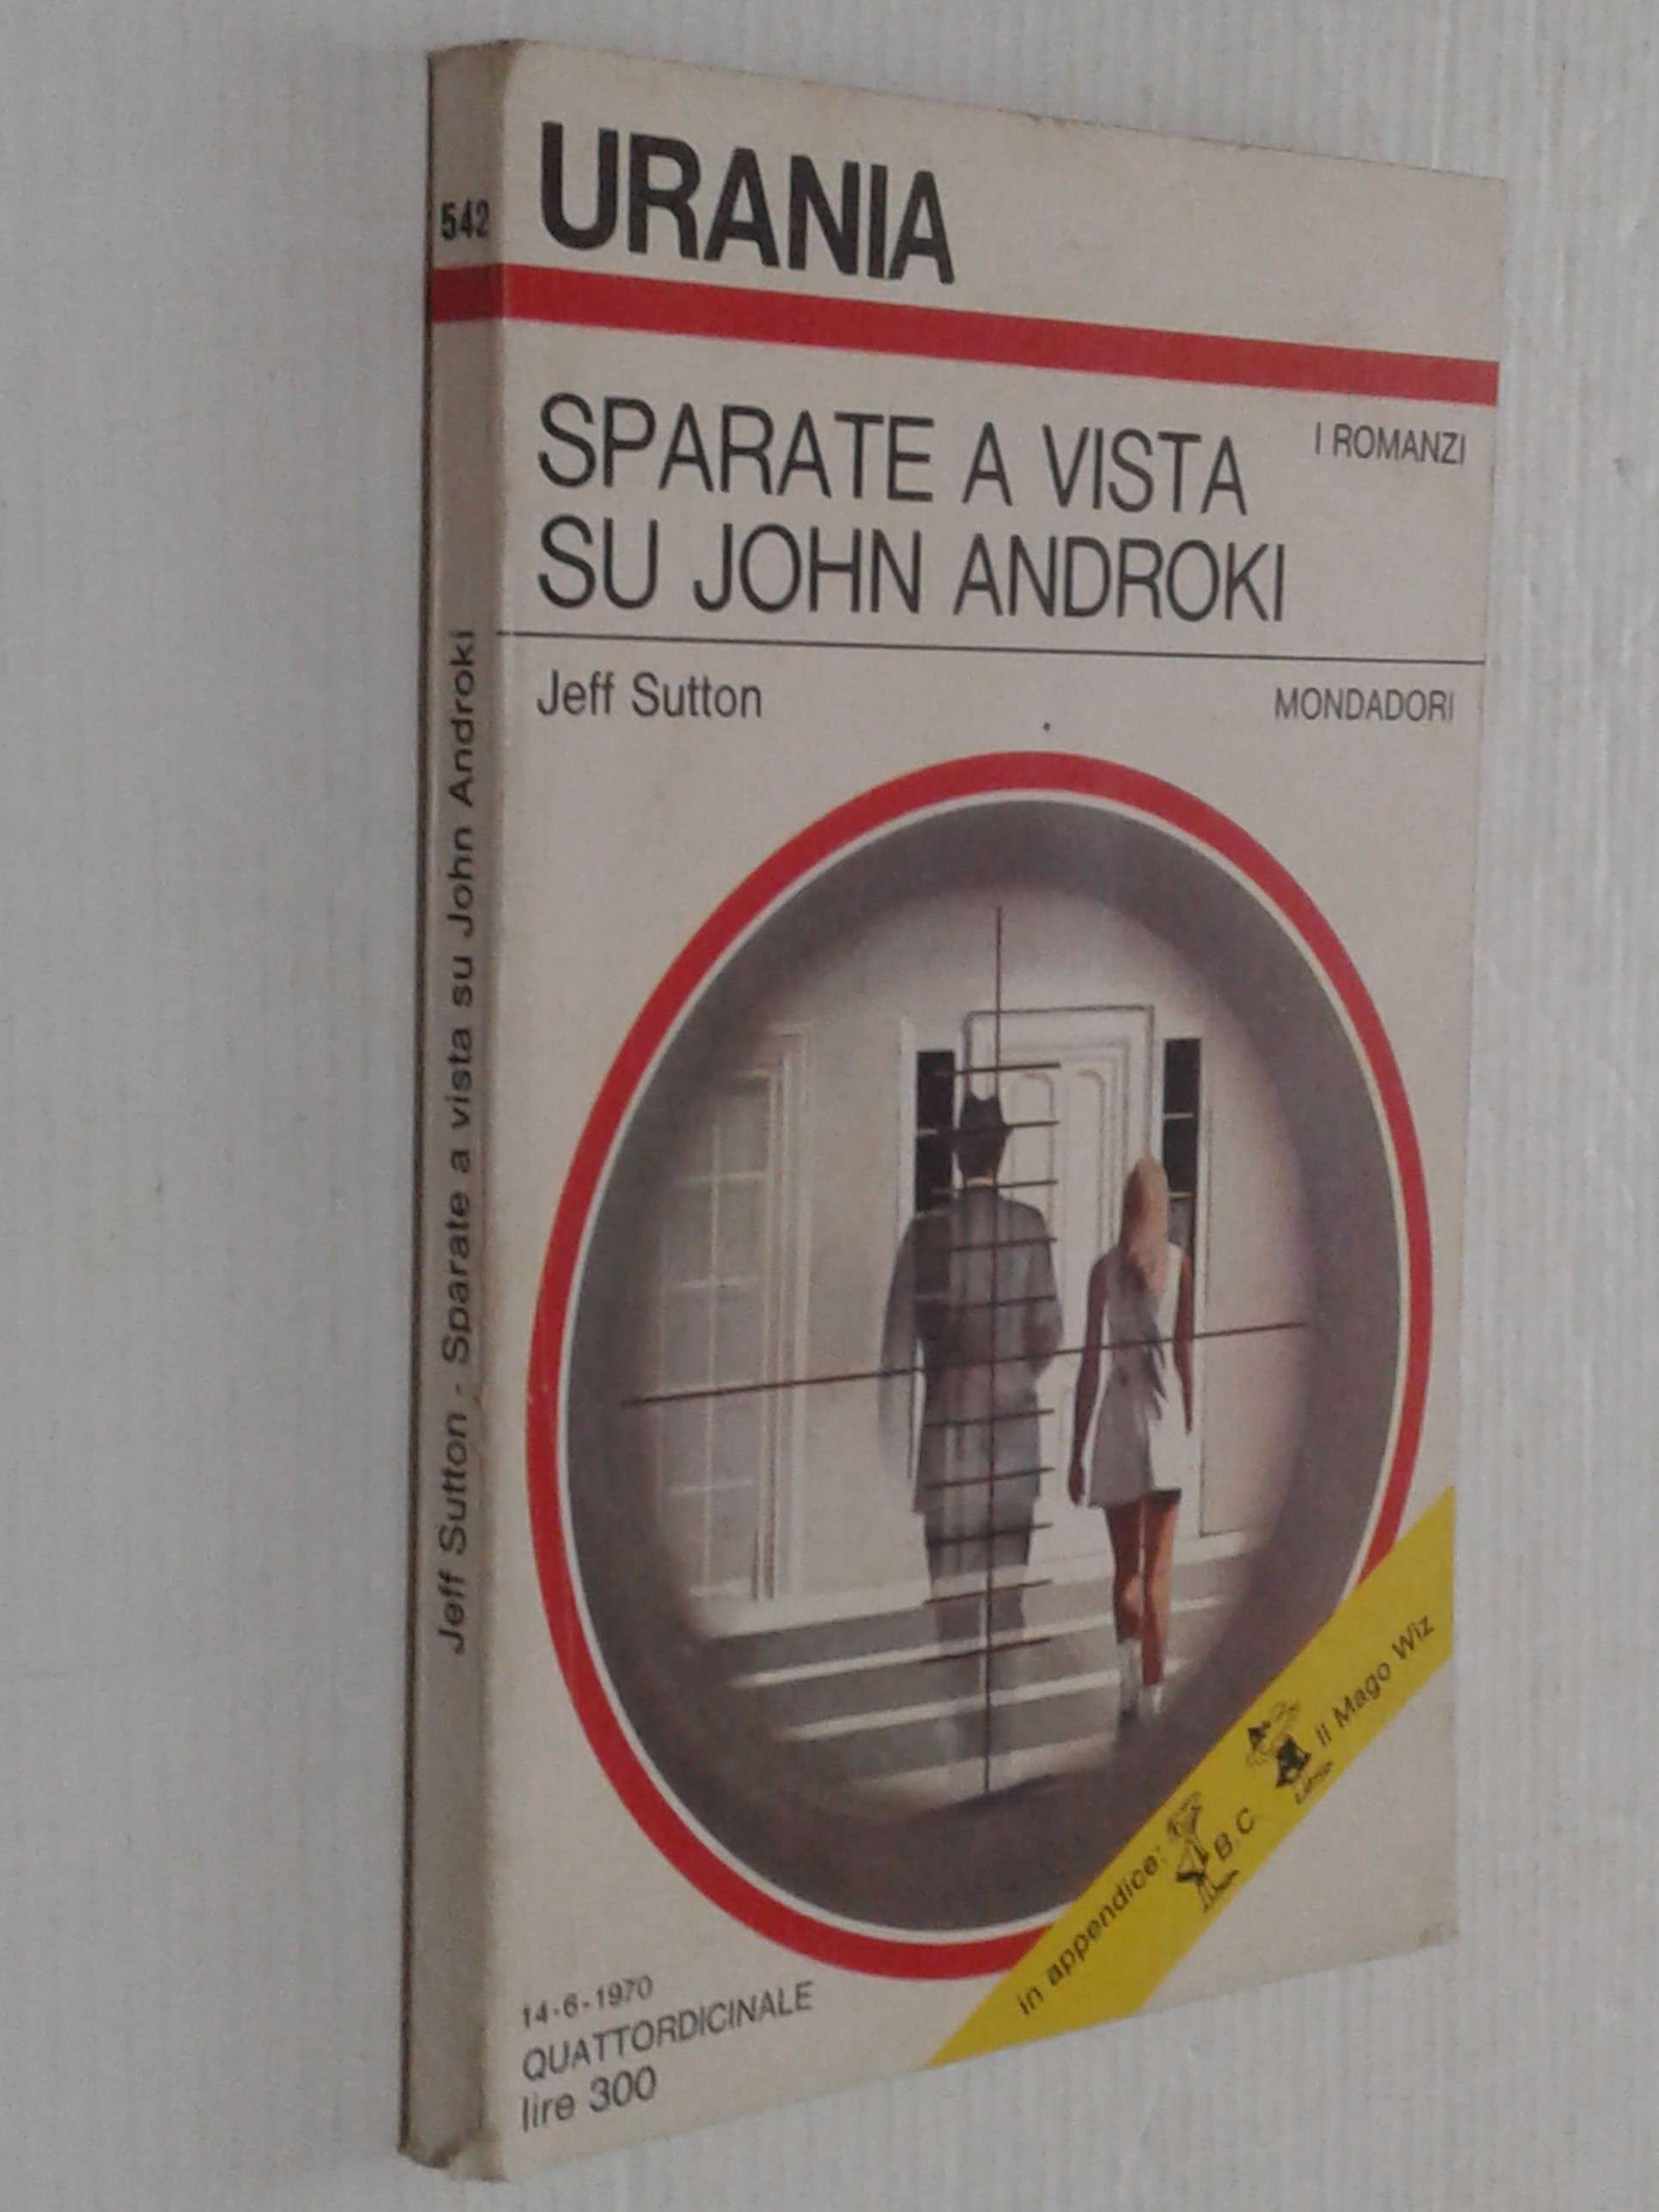 542
Jeff Sutton - Sparate a vista su John Androki
URANIA
SPARATE A VISTA
I ROMANZI
SU JOHN ANDROKI
Jeff Sutton
MONDADORI
in appendice:
B.C
Il Mago Wiz
14-6-1970
QUATTORDICINALE
lire 300